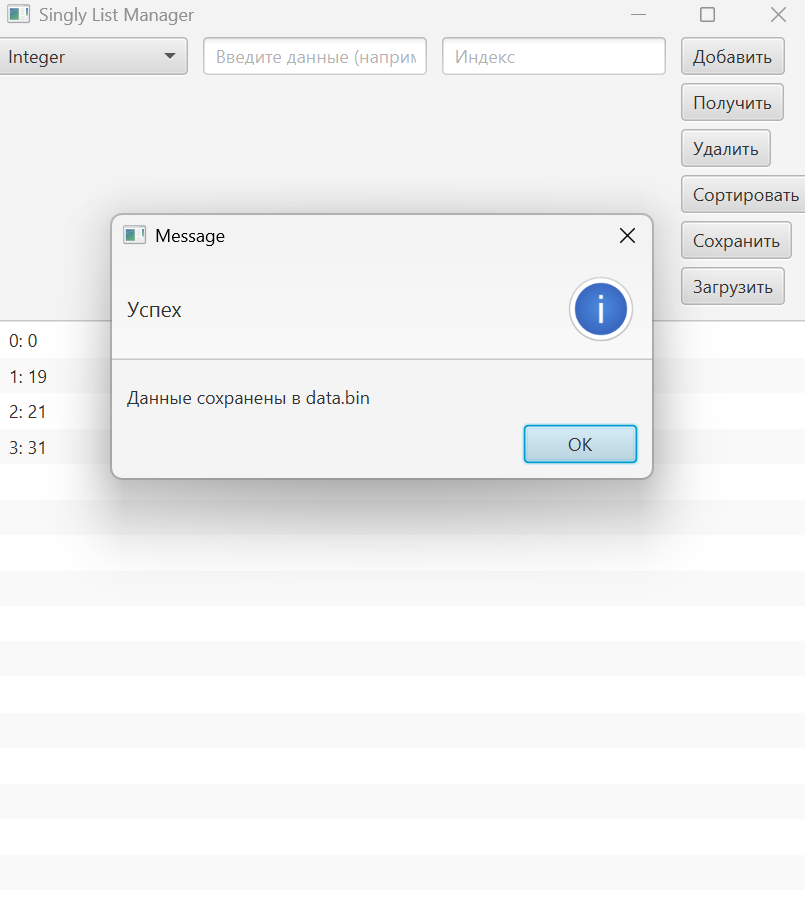 Singly List Manager
Integer
Введите данные (наприм
Индекс
Добавить
Получить
Удалить
Сортировать
Сохранить
Загрузить
Message
Успех
Данные сохранены в data.bin
OK
0: 0
1: 19
2: 21
3: 31